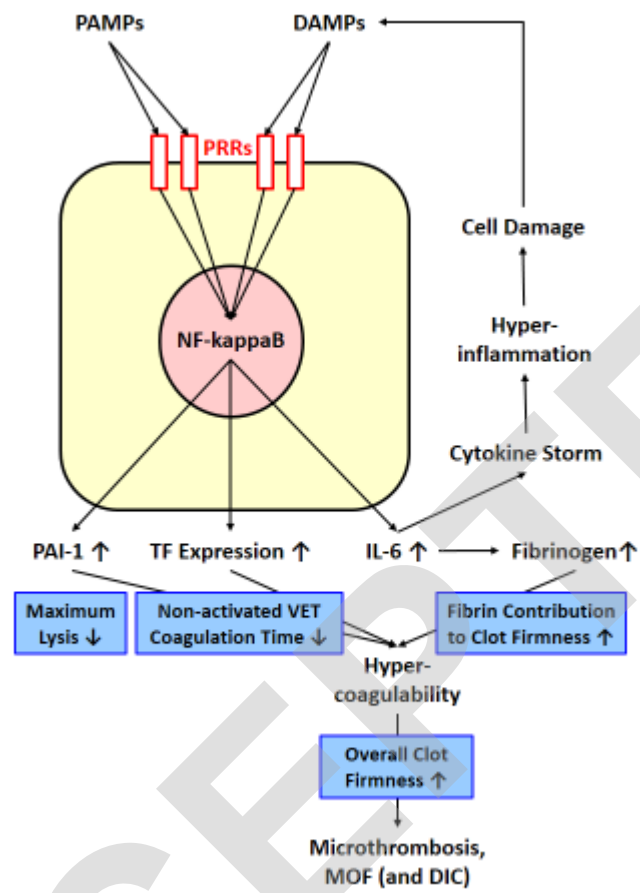 PAMPs
DAMPs
PRRs
Cell Damage
NF-kappaB
Hyper-
inflammation
Cytokine Storm
PAI-1 ↑
TF Expression ↑
IL-6 ↑
Fibrinogen↑
Maximum
Lysis ↓
Non-activated VET
Coagulation Time ↓
Fibrin Contribution
to Clot Firmness ↑
Hyper-
coagulability
Overall Clot
Firmness ↑
Microthrombosis,
MOF (and DIC)